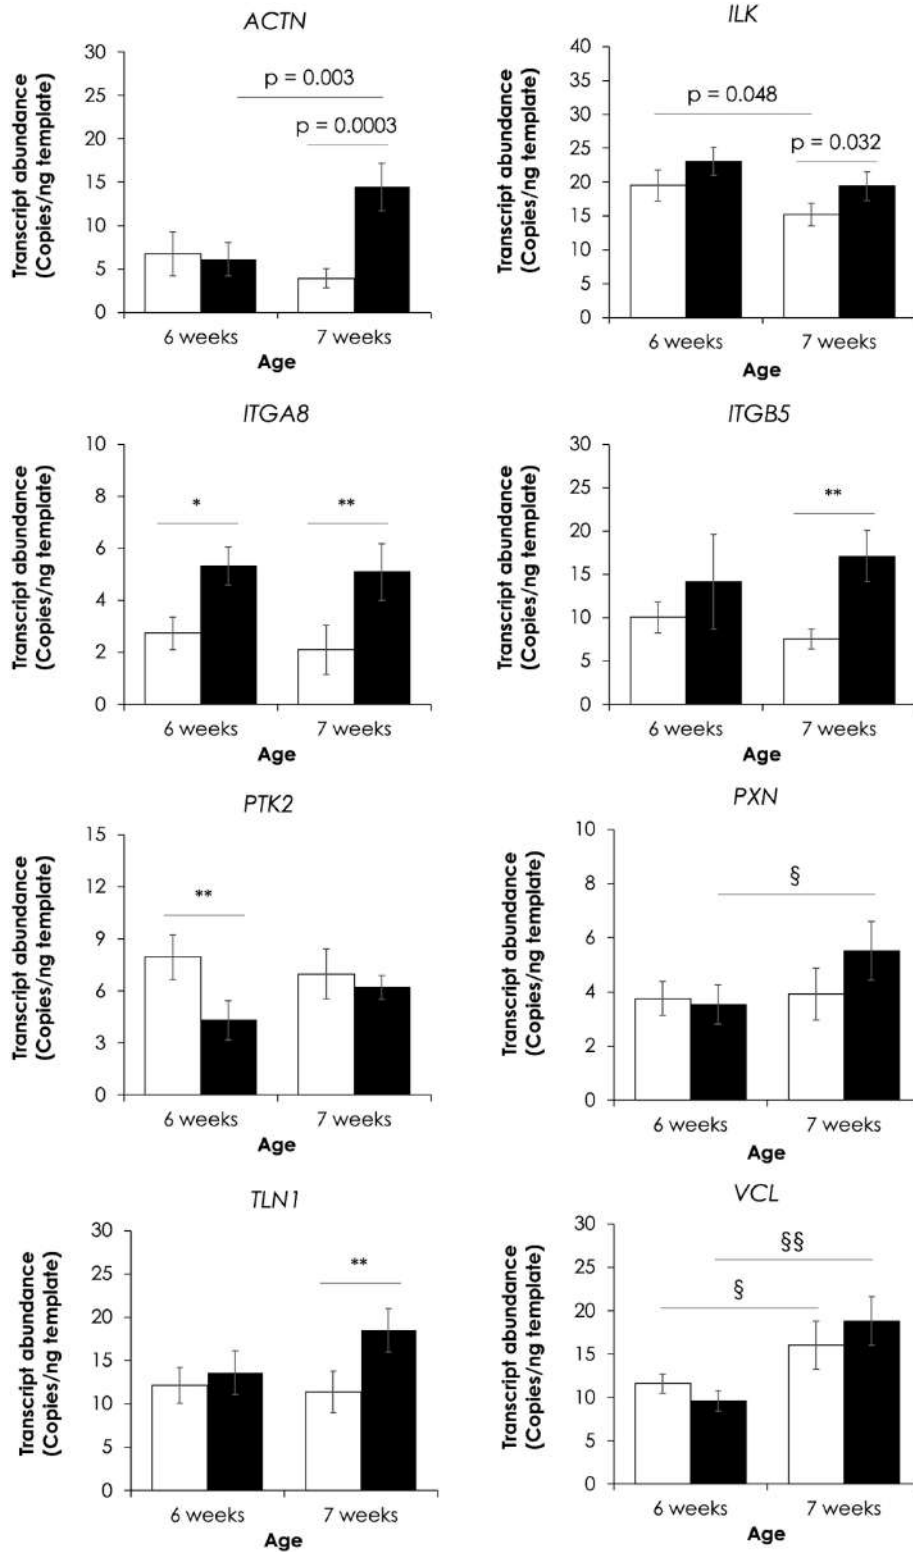 ACTN
Transcript abundance
(Copies/ng template)
30
25
20
15
10
5
0
p = 0.003
p = 0.0003
6 weeks
7 weeks
Age
ILK
Transcript abundance
(Copies/ng template)
40
35
30
25
20
15
10
5
0
p = 0.048
p = 0.032
6 weeks
7 weeks
Age
ITGA8
Transcript abundance
(Copies/ng template)
10
8
6
4
2
0
*
**
6 weeks
7 weeks
Age
ITGB5
Transcript abundance
(Copies/ng template)
30
25
20
15
10
5
0
**
6 weeks
7 weeks
Age
PTK2
Transcript abundance
(Copies/ng template)
15
12
9
6
3
0
**
6 weeks
7 weeks
Age
PXN
Transcript abundance
(Copies/ng template)
10
8
6
4
2
0
§
6 weeks
7 weeks
Age
TLN1
Transcript abundance
(Copies/ng template)
30
25
20
15
10
5
0
**
6 weeks
7 weeks
Age
VCL
Transcript abundance
(Copies/ng template)
30
25
20
15
10
5
0
§§
§
6 weeks
7 weeks
Age